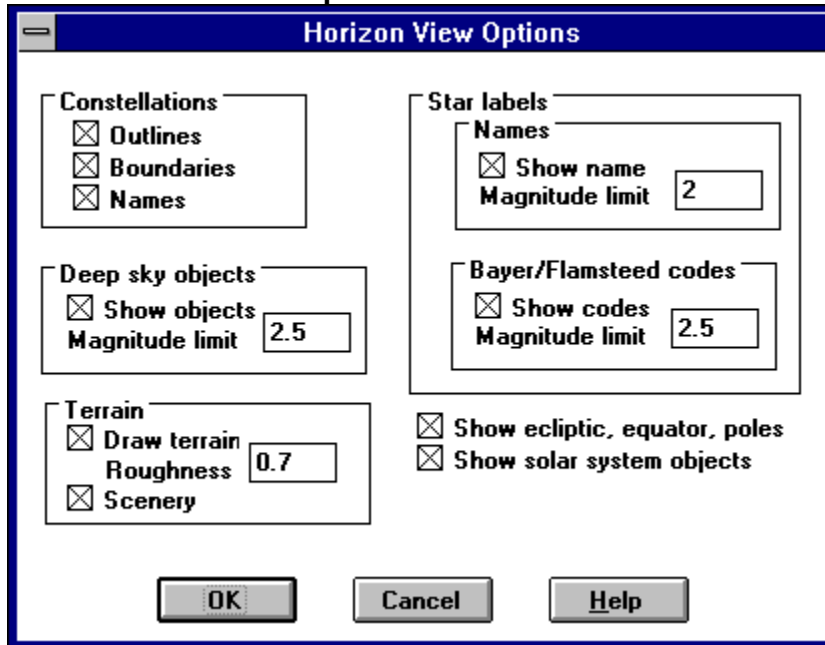 Horizon View Options
Constellations
Outlines
Boundaries
Names
Deep sky objects
Show objects
Magnitude limit 2.5
Terrain
Draw terrain
Roughness 0.7
Scenery
Star labels
Names
Show name
Magnitude limit 2
Bayer/Flamsteed codes
Show codes
Magnitude limit 2.5
Show ecliptic, equator, poles
Show solar system objects
OK Cancel Help